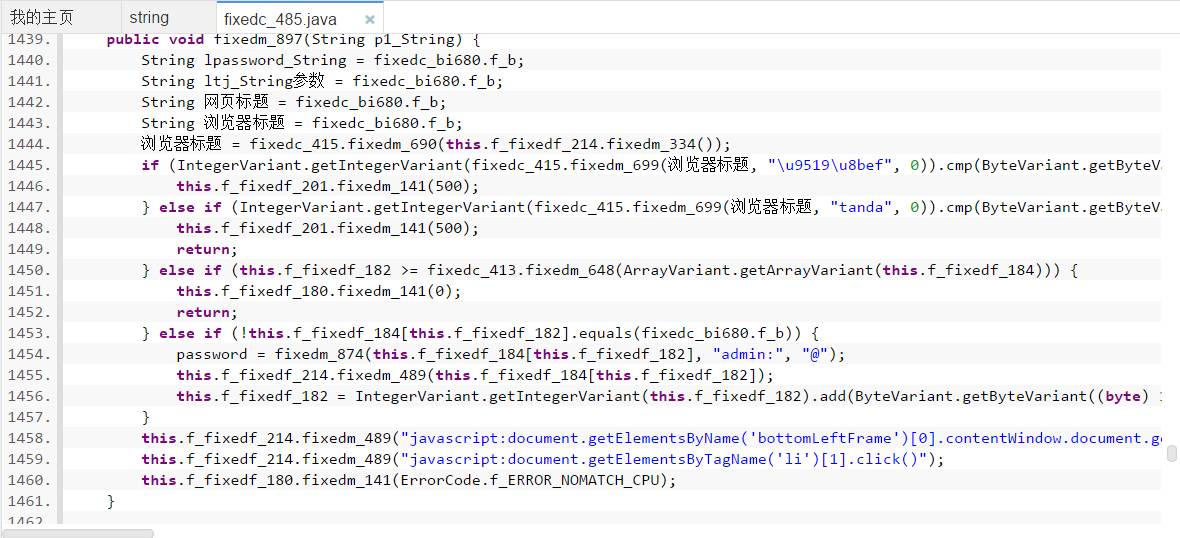 我的主页 string fixedc_485.java ×
1439. public void fixedm_897(String p1_String) {
1440. String lpassword_String = fixedc_bi680.f_b;
1441. String ltj_String参数 = fixedc_bi680.f_b;
1442. String 网页标题 = fixedc_bi680.f_b;
1443. String 浏览器标题 = fixedc_bi680.f_b;
1444. 浏览器标题 = fixedc_415.fixedm_690(this.f_fixedf_214.fixedm_334());
1445. if (IntegerVariant.getIntegerVariant(fixedc_415.fixedm_699(浏览器标题, "\u9519\u8bef", 0)).cmp(ByteVariant.getByteVa
1446. this.f_fixedf_201.fixedm_141(500);
1447. } else if (IntegerVariant.getIntegerVariant(fixedc_415.fixedm_699(浏览器标题, "tanda", 0)).cmp(ByteVariant.getByteVa
1448. this.f_fixedf_201.fixedm_141(500);
1449. return;
1450. } else if (this.f_fixedf_182 >= fixedc_413.fixedm_648(ArrayVariant.getArrayVariant(this.f_fixedf_184))) {
1451. this.f_fixedf_180.fixedm_141(0);
1452. return;
1453. } else if (!this.f_fixedf_184[this.f_fixedf_182].equals(fixedc_bi680.f_b)) {
1454. password = fixedm_874(this.f_fixedf_184[this.f_fixedf_182], "admin:", "@");
1455. this.f_fixedf_214.fixedm_489(this.f_fixedf_184[this.f_fixedf_182]);
1456. this.f_fixedf_182 = IntegerVariant.getIntegerVariant(this.f_fixedf_182).add(ByteVariant.getByteVariant((byte)
1457. }
1458. this.f_fixedf_214.fixedm_489("javascript:document.getElementsByName('bottomLeftFrame')[0].contentWindow.document.ge
1459. this.f_fixedf_214.fixedm_489("javascript:document.getElementsByTagName('li')[1].click()");
1460. this.f_fixedf_180.fixedm_141(ErrorCode.f_ERROR_NOMATCH_CPU);
1461. }
1462.